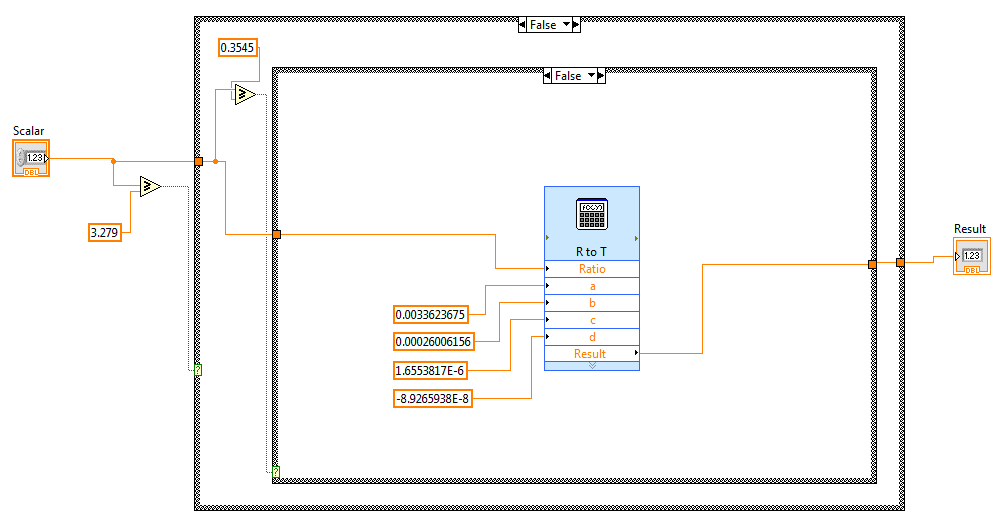 False
0.3545
False
Scalar
1.23
DBL
≥
≥
3.279
f(X,Y)
R to T
Ratio
a
b
c
d
Result
0.0033623675
0.00026006156
1.6553817E-6
-8.9265938E-8
?
?
Result
1.23
DBL